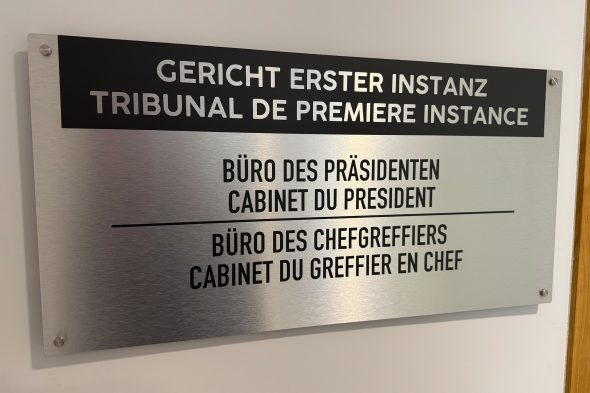 GERICHT ERSTER INSTANZ
TRIBUNAL DE PREMIERE INSTANCE
BÜRO DES PRÄSIDENTEN
CABINET DU PRESIDENT
BÜRO DES CHEFGREFFIERS
CABINET DU GREFFIER EN CHEF